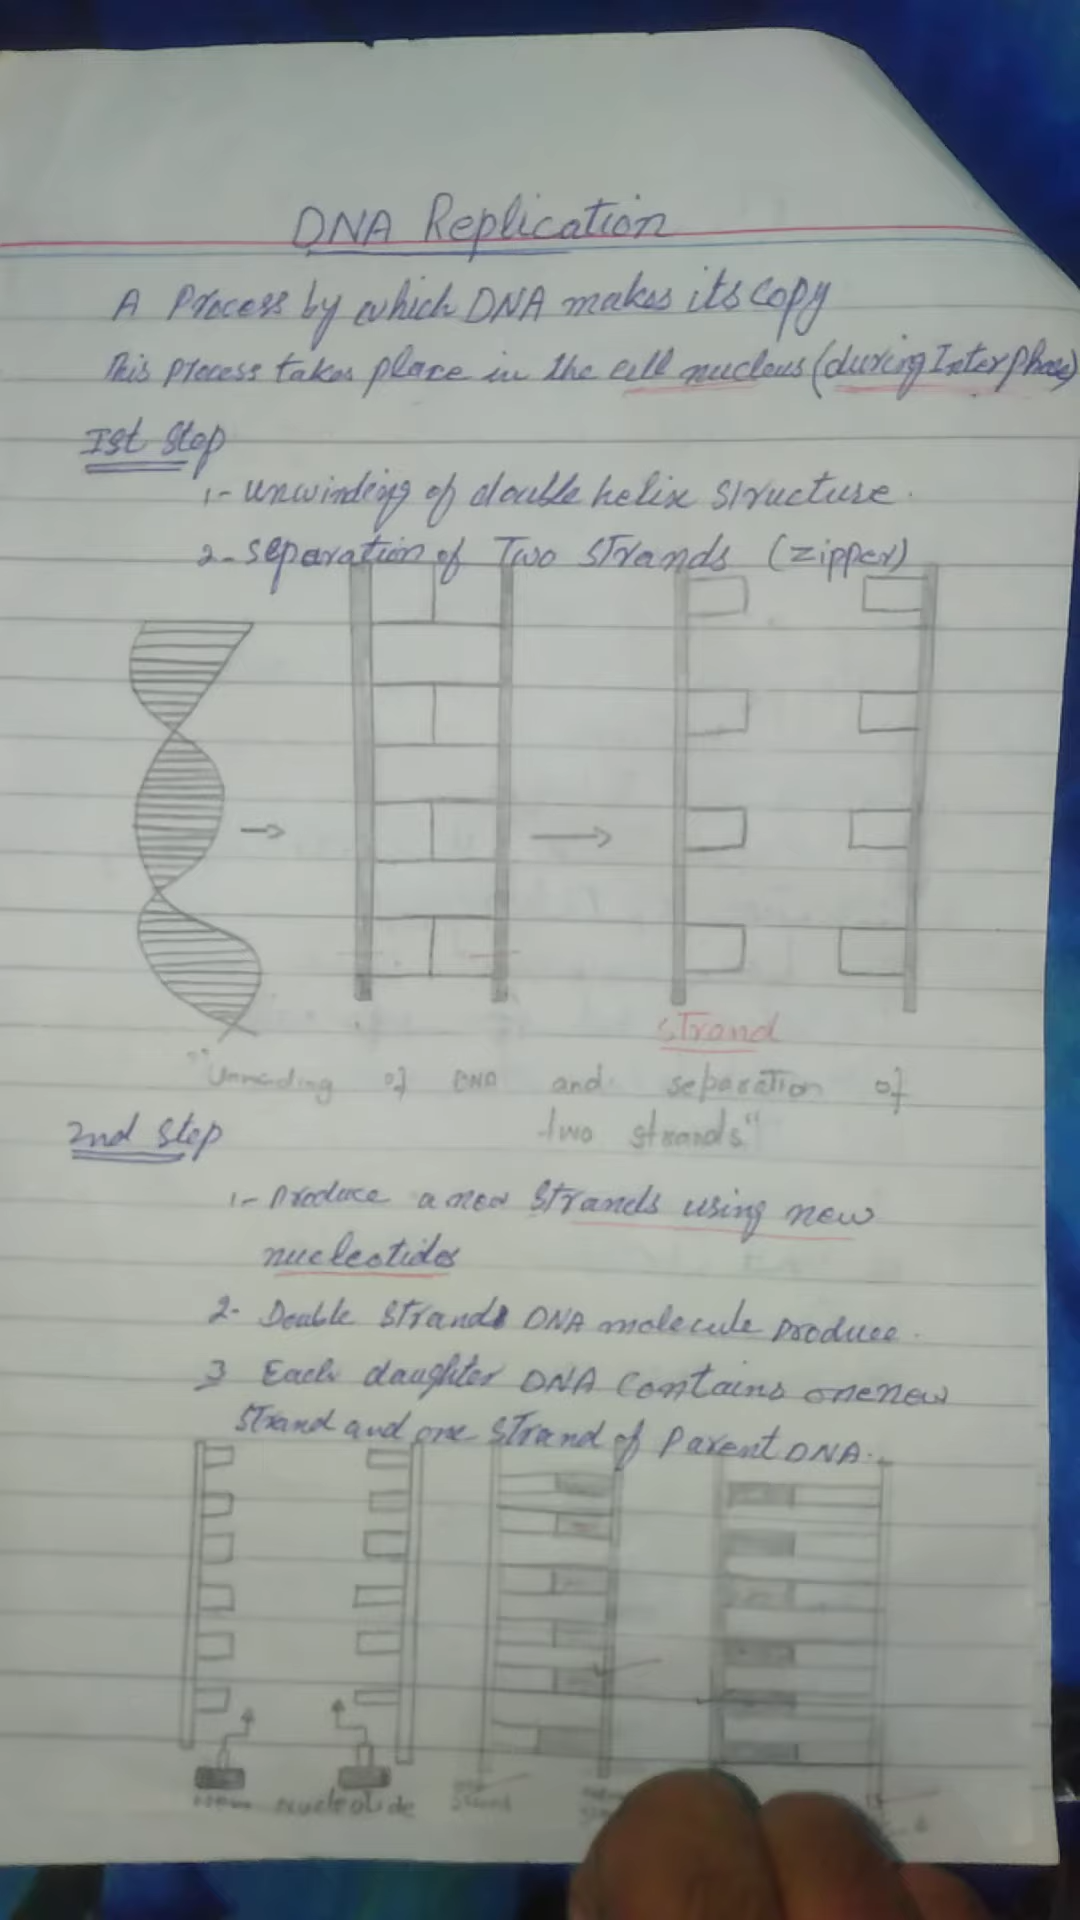 DNA Replication
A Process by which DNA makes its copy
This process takes place in the cell nucleus (during Interphase)
Ist Step
1- unwinding of double helix structure.
2- separation of Two Strands (zipper)
Strand
"Unwinding of DNA and separation of
two strands"
2nd Step
1- Produce a new Strands using new
nucleotides
2- Double Strands DNA molecule produce.
3 Each daughter DNA contains one new
strand and one strand of Parent DNA.
nucleotide
strand